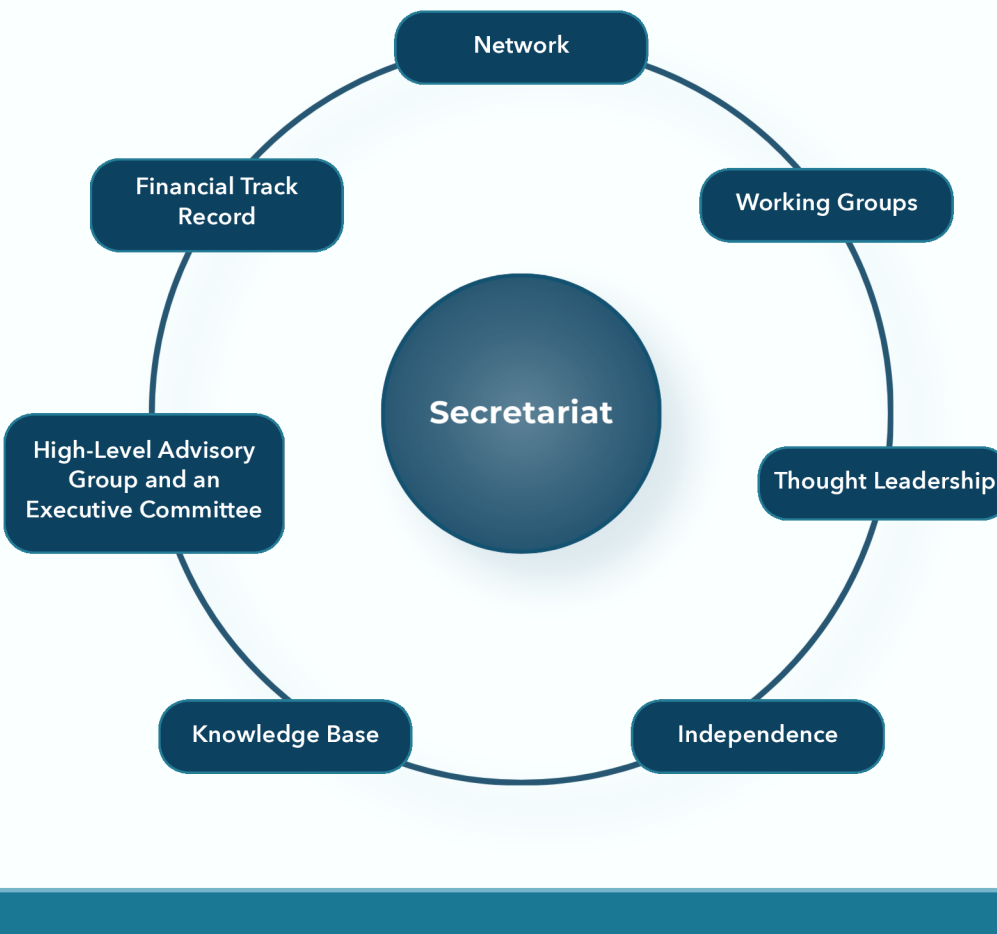 Network
Financial Track
Record
Working Groups
Secretariat
High-Level Advisory
Group and an
Executive Committee
Thought Leadership
Knowledge Base
Independence